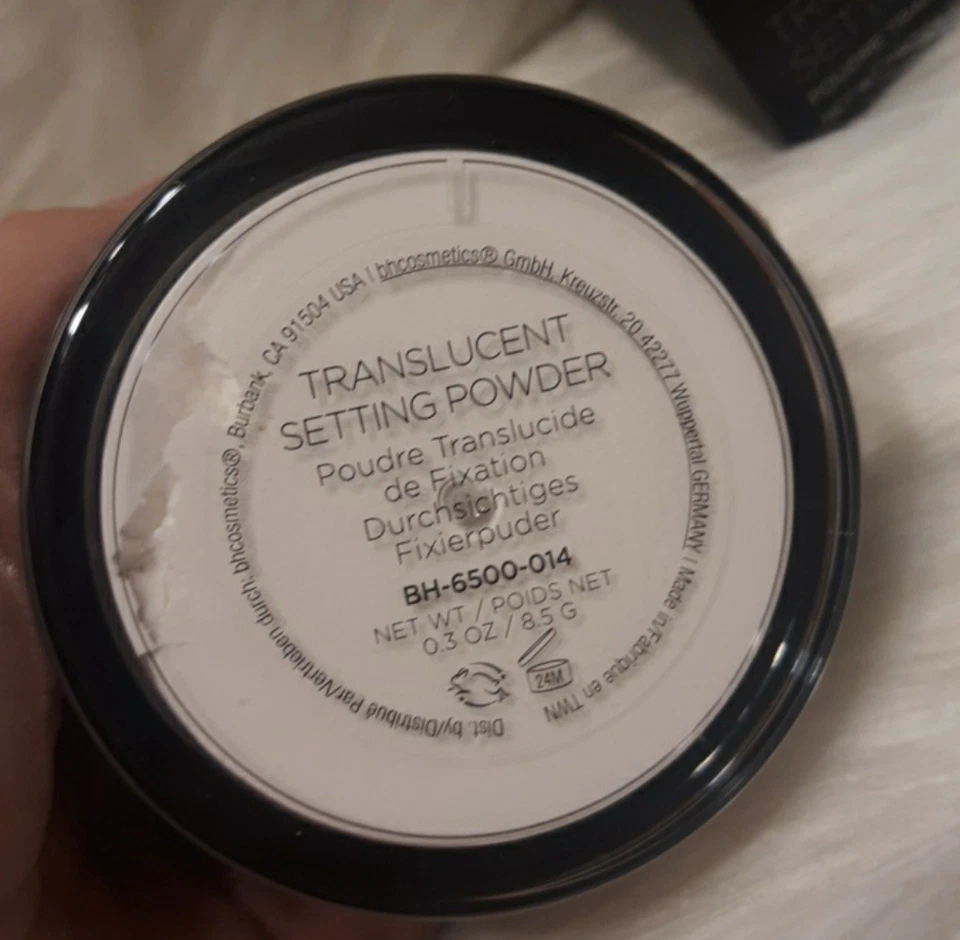 TRANSLUCENT
SETTING POWDER
Poudre Translucide
de Fixation
Durchsichtiges
Fixierpuder
BH-6500-014
NET WT / POIDS NET
0.3 OZ / 8.5 G
24M
Dist. by/Distribué Par/Vertrieben durch: bhcosmetics®, Burbank, CA 91504 USA | bhcosmetics® GmbH, Kreuzstr. 20 42277 Wuppertal GERMANY | Made in/Fabriqué en TWN
SETTING